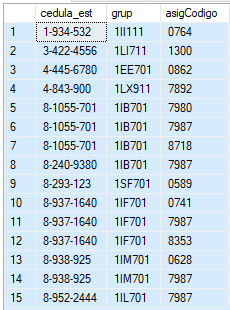 cedula_est grup asigCodigo
1 1-934-532 1II111 0764
2 3-422-4556 1LI711 1300
3 4-445-6780 1EE701 0862
4 4-843-900 1LX911 7892
5 8-1055-701 1IB701 7980
6 8-1055-701 1IB701 7987
7 8-1055-701 1IB701 8718
8 8-240-9380 1IB701 7987
9 8-293-123 1SF701 0589
10 8-937-1640 1IF701 0741
11 8-937-1640 1IF701 7987
12 8-937-1640 1IF701 8353
13 8-938-925 1IM701 0628
14 8-938-925 1IM701 7987
15 8-952-2444 1IL701 7987